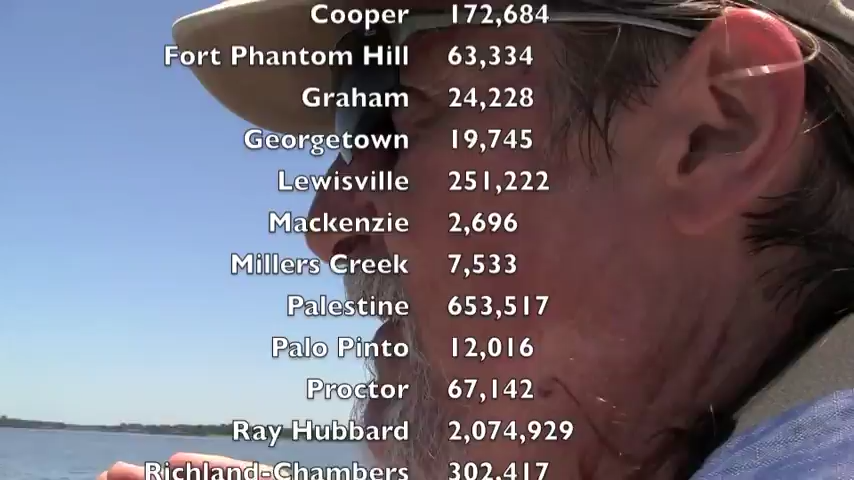 Cooper 172,684
Fort Phantom Hill 63,334
Graham 24,228
Georgetown 19,745
Lewisville 251,222
Mackenzie 2,696
Millers Creek 7,533
Palestine 653,517
Palo Pinto 12,016
Proctor 67,142
Ray Hubbard 2,074,929
Richland-Chambers 302,417